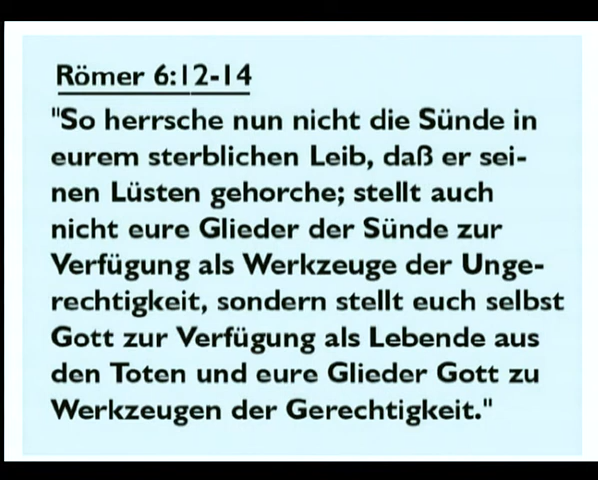 Römer 6:12-14
"So herrsche nun nicht die Sünde in
eurem sterblichen Leib, daß er sei-
nen Lüsten gehorche; stellt auch
nicht eure Glieder der Sünde zur
Verfügung als Werkzeuge der Unge-
rechtigkeit, sondern stellt euch selbst
Gott zur Verfügung als Lebende aus
den Toten und eure Glieder Gott zu
Werkzeugen der Gerechtigkeit."